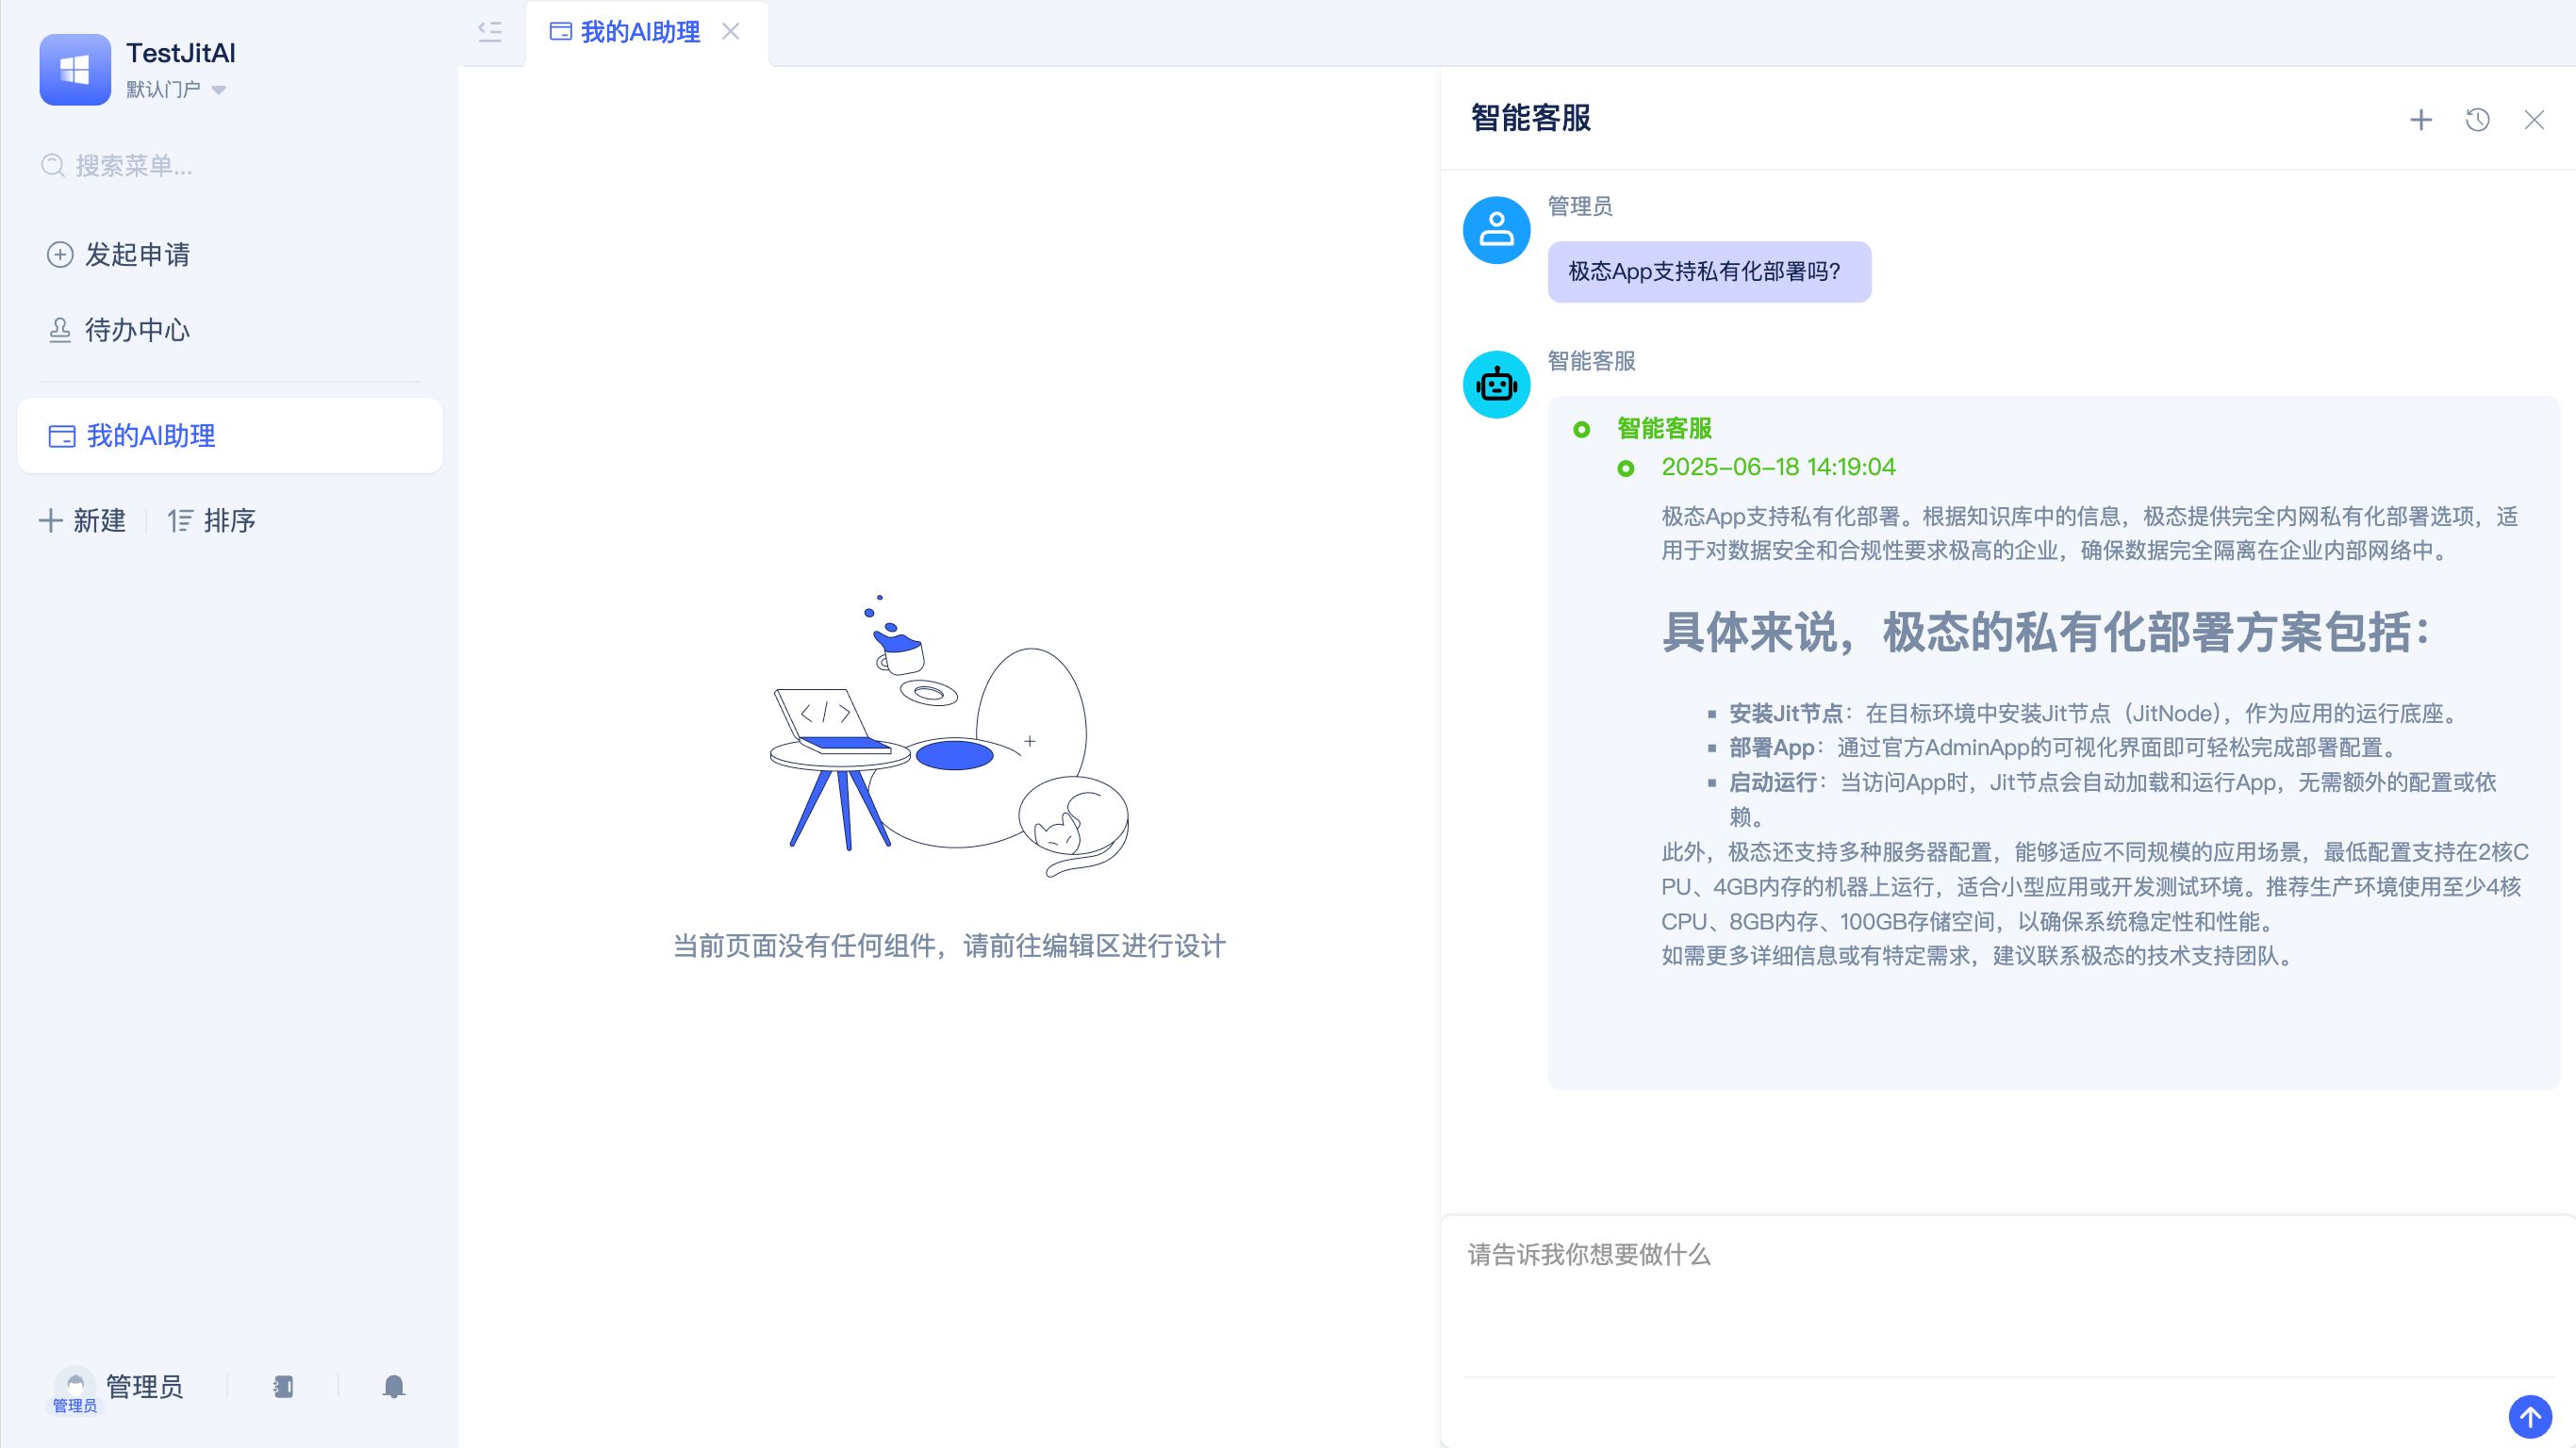 TestJitAI
默认门户
搜索菜单...
发起申请
待办中心
我的AI助理
新建
排序
管理员
管理员
我的AI助理
</>
当前页面没有任何组件，请前往编辑区进行设计
智能客服
管理员
极态App支持私有化部署吗？
智能客服
智能客服
2025-06-18 14:19:04
极态App支持私有化部署。根据知识库中的信息，极态提供完全内网私有化部署选项，适
用于对数据安全和合规性要求极高的企业，确保数据完全隔离在企业内部网络中。
具体来说，极态的私有化部署方案包括：
安装Jit节点：在目标环境中安装Jit节点（JitNode），作为应用的运行底座。
部署App：通过官方AdminApp的可视化界面即可轻松完成部署配置。
启动运行：当访问App时，Jit节点会自动加载和运行App，无需额外的配置或依
赖。
此外，极态还支持多种服务器配置，能够适应不同规模的应用场景，最低配置支持在2核C
PU、4GB内存的机器上运行，适合小型应用或开发测试环境。推荐生产环境使用至少4核
CPU、8GB内存、100GB存储空间，以确保系统稳定性和性能。
如需更多详细信息或有特定需求，建议联系极态的技术支持团队。
请告诉我你想要做什么